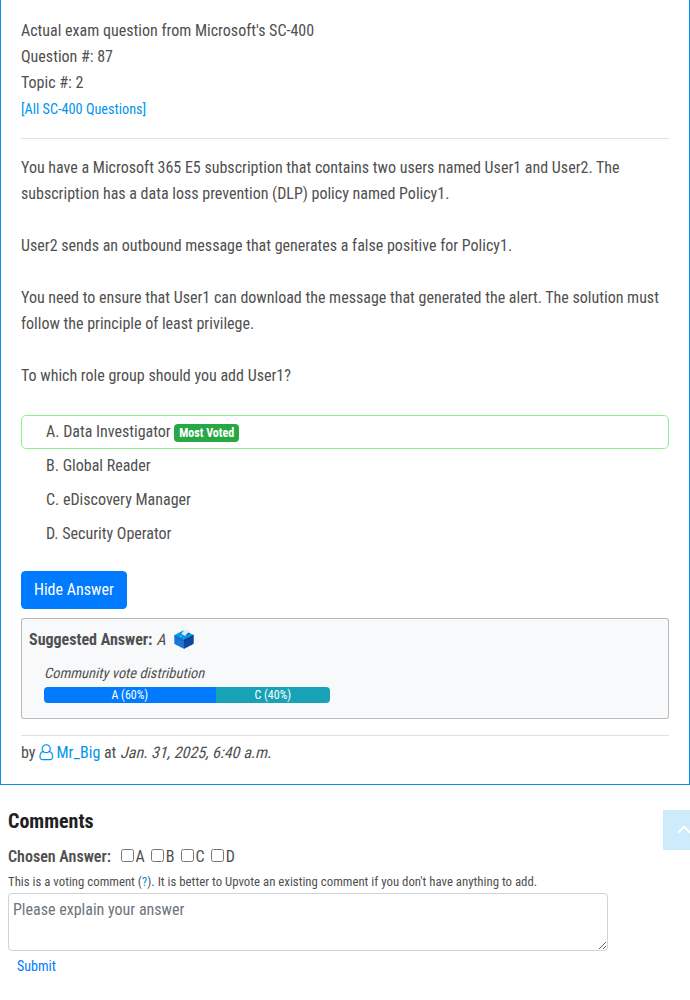 Actual exam question from Microsoft's SC-400
Question #: 87
Topic #: 2
[All SC-400 Questions]
You have a Microsoft 365 E5 subscription that contains two users named User1 and User2. The
subscription has a data loss prevention (DLP) policy named Policy1.
User2 sends an outbound message that generates a false positive for Policy1.
You need to ensure that User1 can download the message that generated the alert. The solution must
follow the principle of least privilege.
To which role group should you add User1?
A. Data Investigator Most Voted
B. Global Reader
C. eDiscovery Manager
D. Security Operator
Hide Answer
Suggested Answer: A
Community vote distribution
A (60%) C (40%)
by Mr_Big at Jan. 31, 2025, 6:40 a.m.
Comments
Chosen Answer: A B C D
This is a voting comment (?). It is better to Upvote an existing comment if you don't have anything to add.
Please explain your answer
Submit